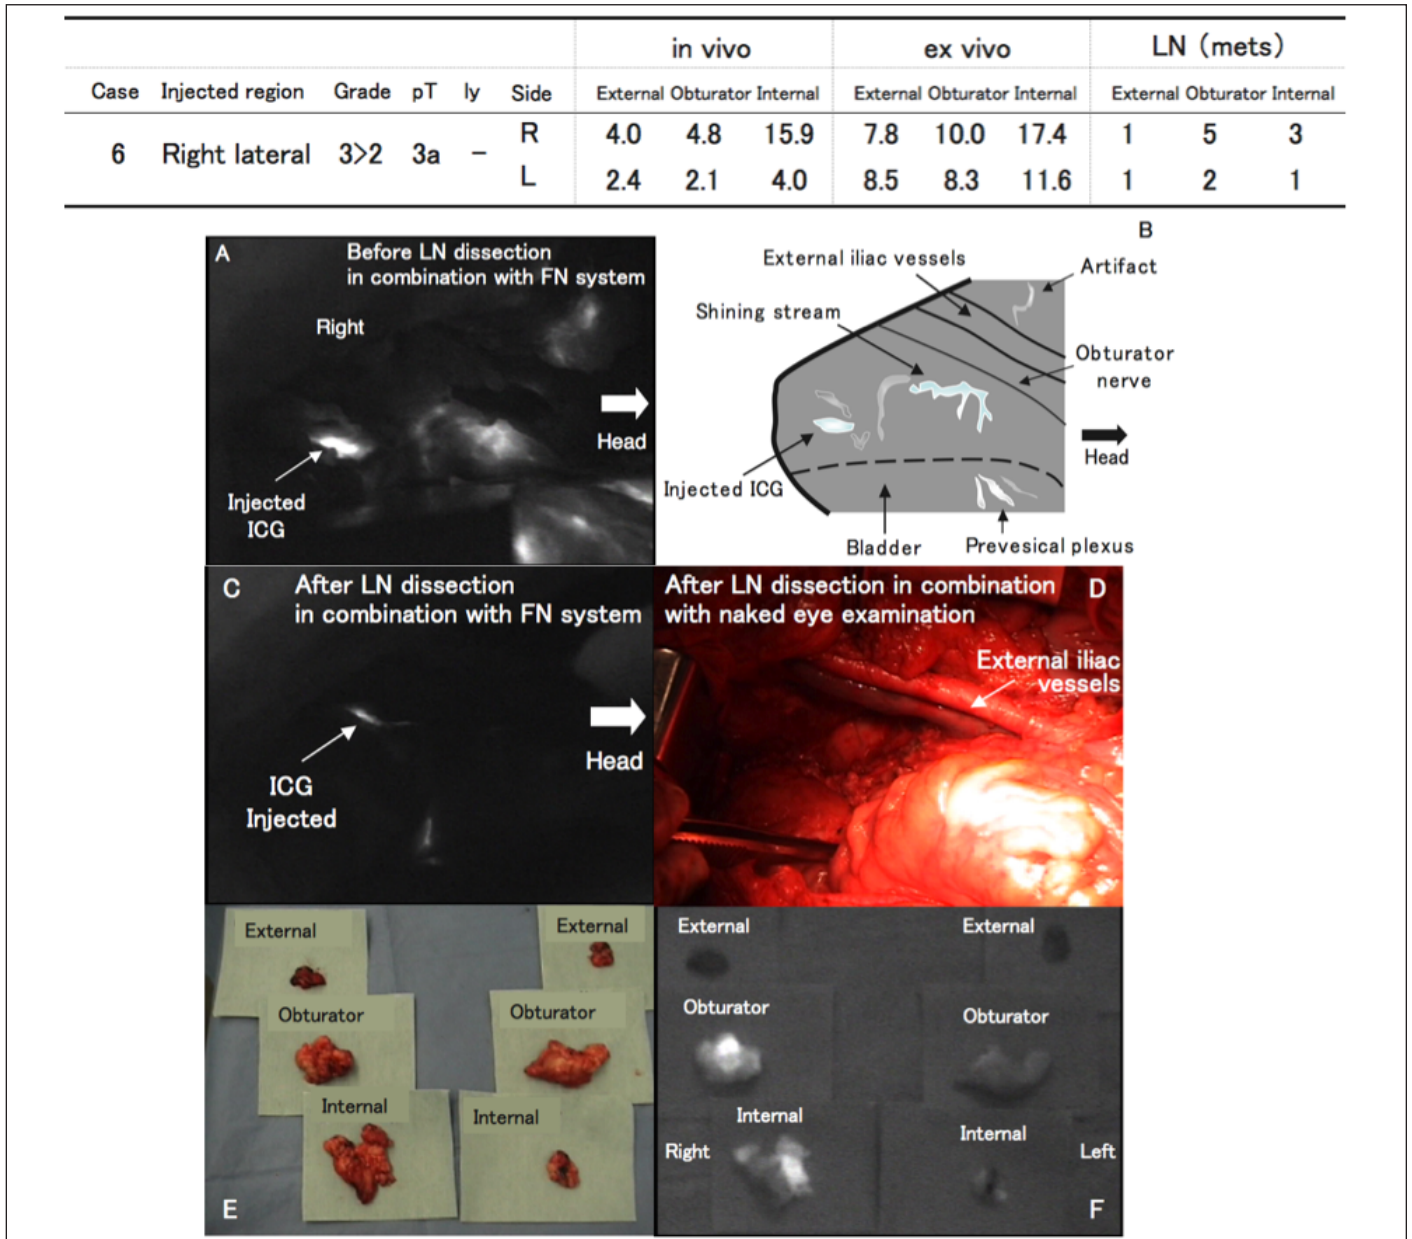 in vivo ex vivo LN (mets)
Case Injected region Grade pT ly Side External Obturator Internal External Obturator Internal External Obturator Internal
6 Right lateral 3>2 3a − R 4.0 4.8 15.9 7.8 10.0 17.4 1 5 3
L 2.4 2.1 4.0 8.5 8.3 11.6 1 2 1
A Before LN dissection
in combination with FN system
Right
Head
Injected
ICG
B
External iliac vessels
Artifact
Shining stream
Obturator
nerve
Head
Injected ICG
Bladder
Prevesical plexus
C After LN dissection
in combination with FN system
Head
ICG
Injected
After LN dissection in combination D
with naked eye examination
External iliac
vessels
External External
Obturator Obturator
Internal Internal
E
External External
Obturator Obturator
Internal Internal
Right Left
F